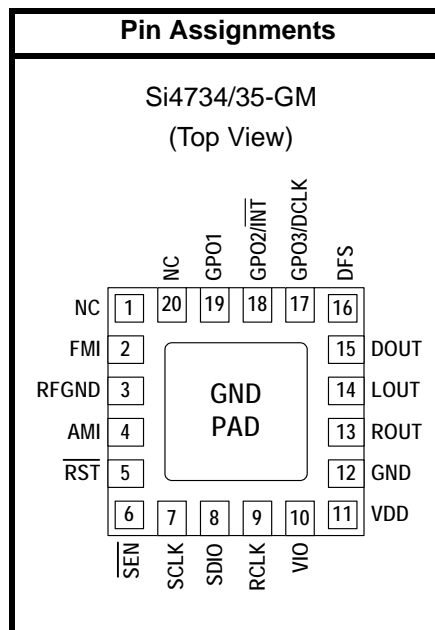 Pin Assignments
Si4734/35-GM
(Top View)
NC
GPO1
GPO2/INT
GPO3/DCLK
DFS
NC 1 20 19 18 17 16
FMI 2 15 DOUT
RFGND 3 GND 14 LOUT
AMI 4 PAD 13 ROUT
RST 5 12 GND
6 7 8 9 10 11 VDD
SEN
SCLK
SDIO
RCLK
VIO